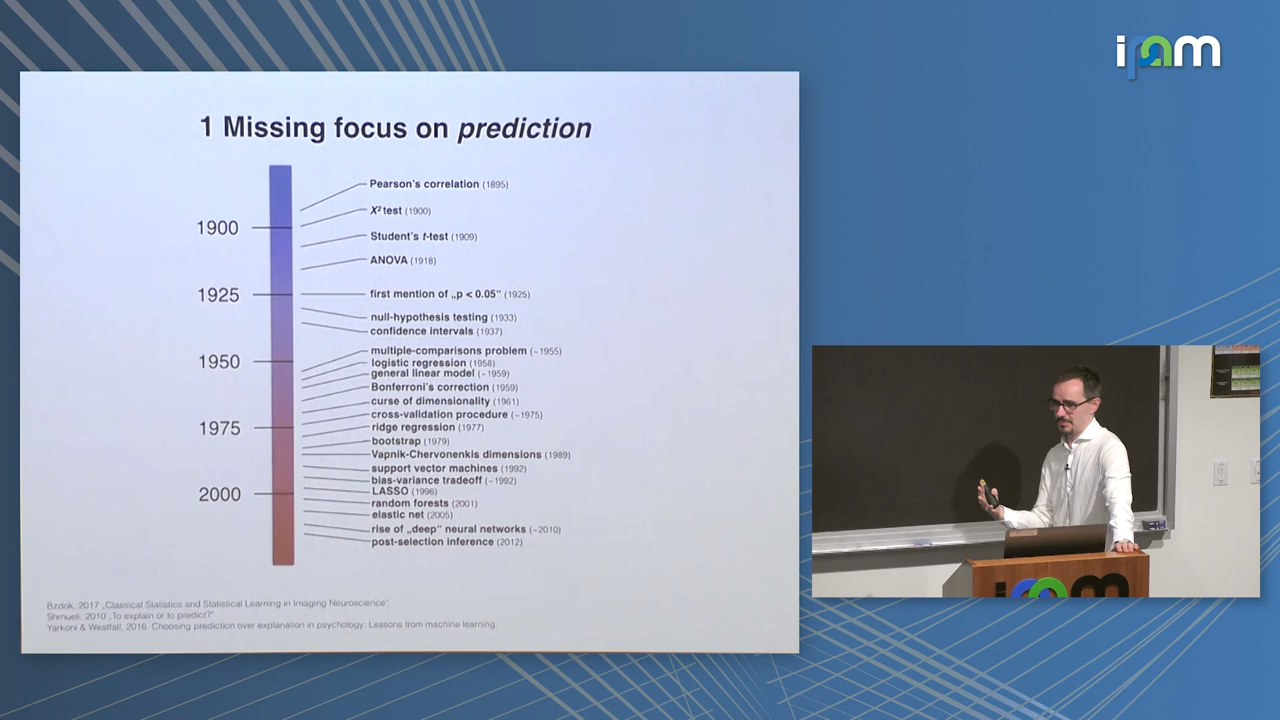 ipam
1 Missing focus on prediction
Pearson's correlation (1895)
1900
X² test (1900)
Student's t-test (1909)
ANOVA (1918)
1925
first mention of „p < 0.05" (1925)
null-hypothesis testing (1933)
confidence intervals (1937)
1950
multiple-comparisons problem (~1955)
logistic regression (1958)
general linear model (~1959)
Bonferroni's correction (1959)
curse of dimensionality (1961)
cross-validation procedure (~1975)
1975
ridge regression (1977)
bootstrap (1979)
Vapnik-Chervonenkis dimensions (1989)
support vector machines (1992)
bias-variance tradeoff (~1992)
2000
LASSO (1996)
random forests (2001)
elastic net (2005)
rise of „deep" neural networks (~2010)
post-selection inference (2012)
Bzdok, 2017 „Classical Statistics and Statistical Learning in Imaging Neuroscience"
Shmueli, 2010 „To explain or to predict?"
Yarkoni & Westfall, 2016. Choosing prediction over explanation in psychology: Lessons from machine learning.
ipam